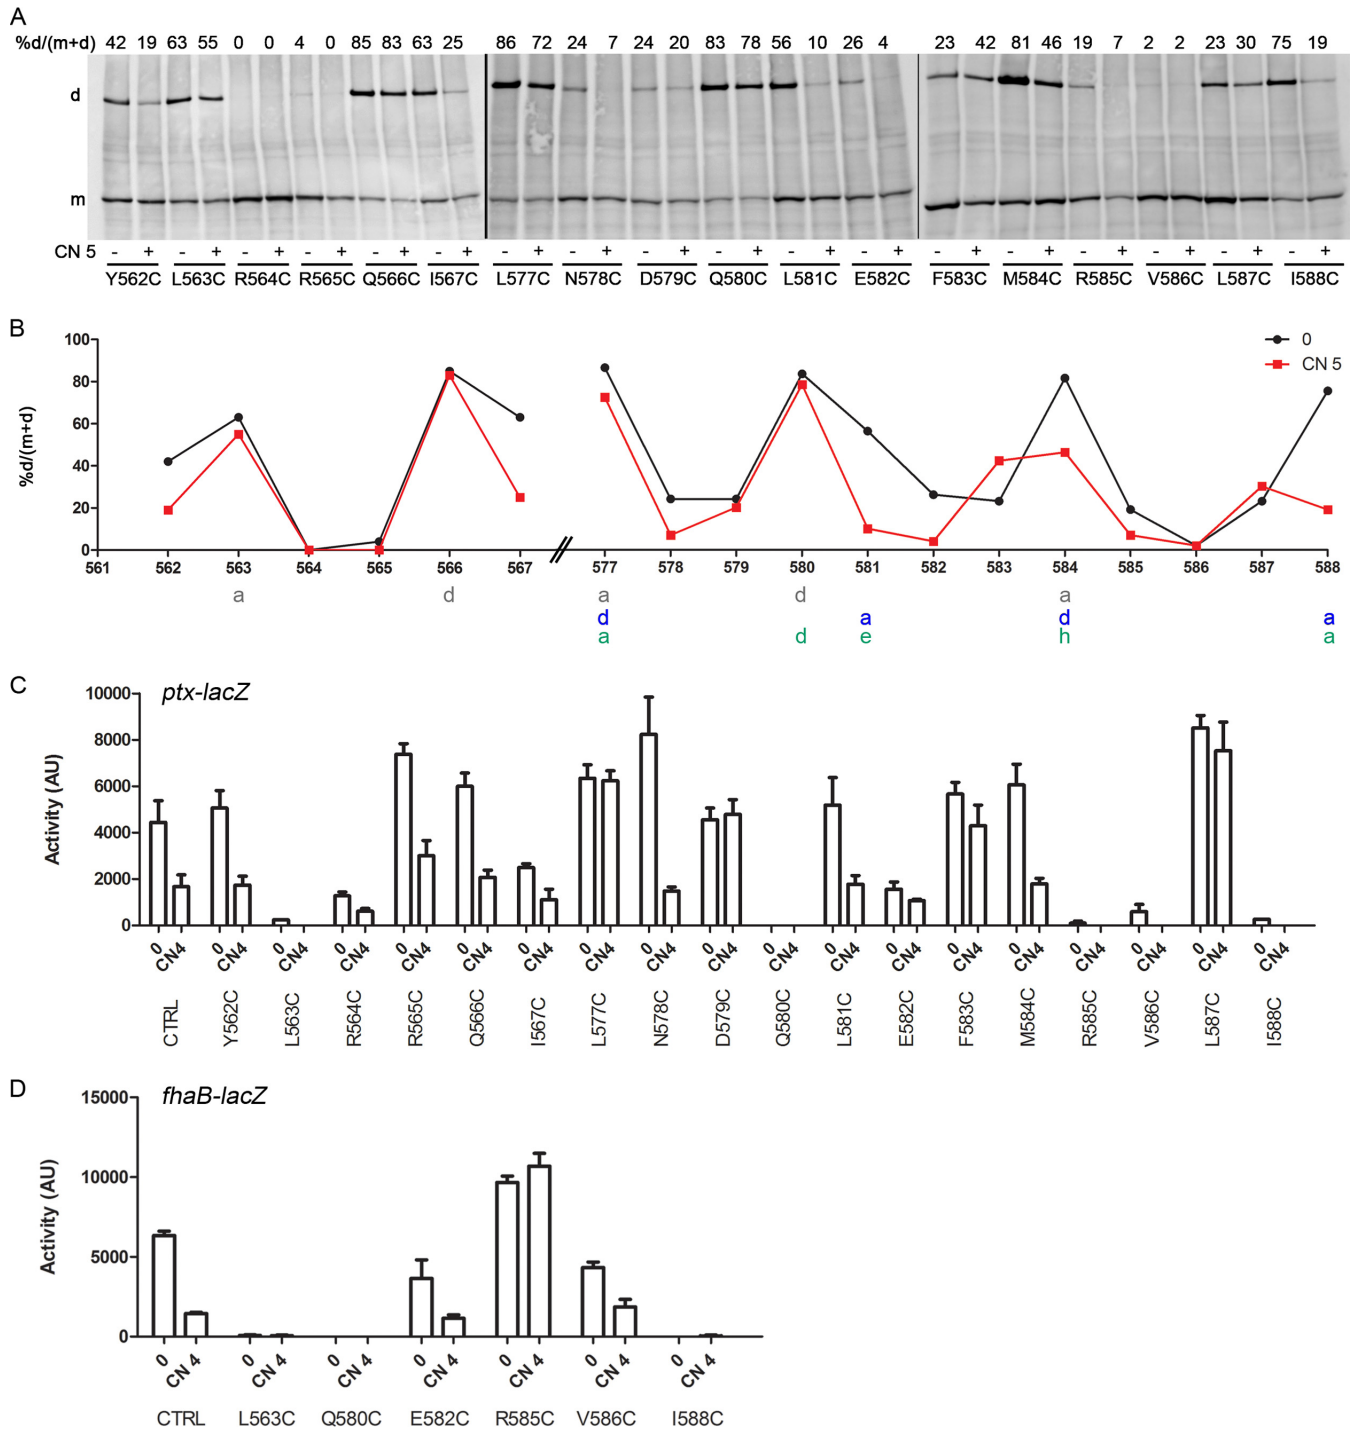 A
%d/(m+d) 42 19 63 55 0 0 4 0 85 83 63 25 86 72 24 7 24 20 83 78 56 10 26 4 23 42 81 46 19 7 2 2 23 30 75 19
d
m
CN 5 - + - + - + - + - + - + - + - + - + - + - + - + - + - + - + - + - + - +
Y562C L563C R564C R565C Q566C I567C L577C N578C D579C Q580C L581C E582C F583C M584C R585C V586C L587C I588C
B
%d/(m+d)
100
80
60
40
20
0
0
CN 5
561 562 563 564 565 566 567 577 578 579 580 581 582 583 584 585 586 587 588
a d a d a
d a d a
a d e h a
C
ptx-lacZ
Activity (AU)
10000
8000
6000
4000
2000
0
0 CN4 0 CN4 0 CN4 0 CN4 0 CN4 0 CN4 0 CN4 0 CN4 0 CN4 0 CN4 0 CN4 0 CN4 0 CN4 0 CN4 0 CN4 0 CN4 0 CN4 0 CN4 0 CN4
CTRL Y562C L563C R564C R565C Q566C I567C L577C N578C D579C Q580C L581C E582C F583C M584C R585C V586C L587C I588C
D
fhaB-lacZ
Activity (AU)
15000
10000
5000
0
0 CN 4 0 CN 4 0 CN 4 0 CN 4 0 CN 4 0 CN 4 0 CN 4
CTRL L563C Q580C E582C R585C V586C I588C